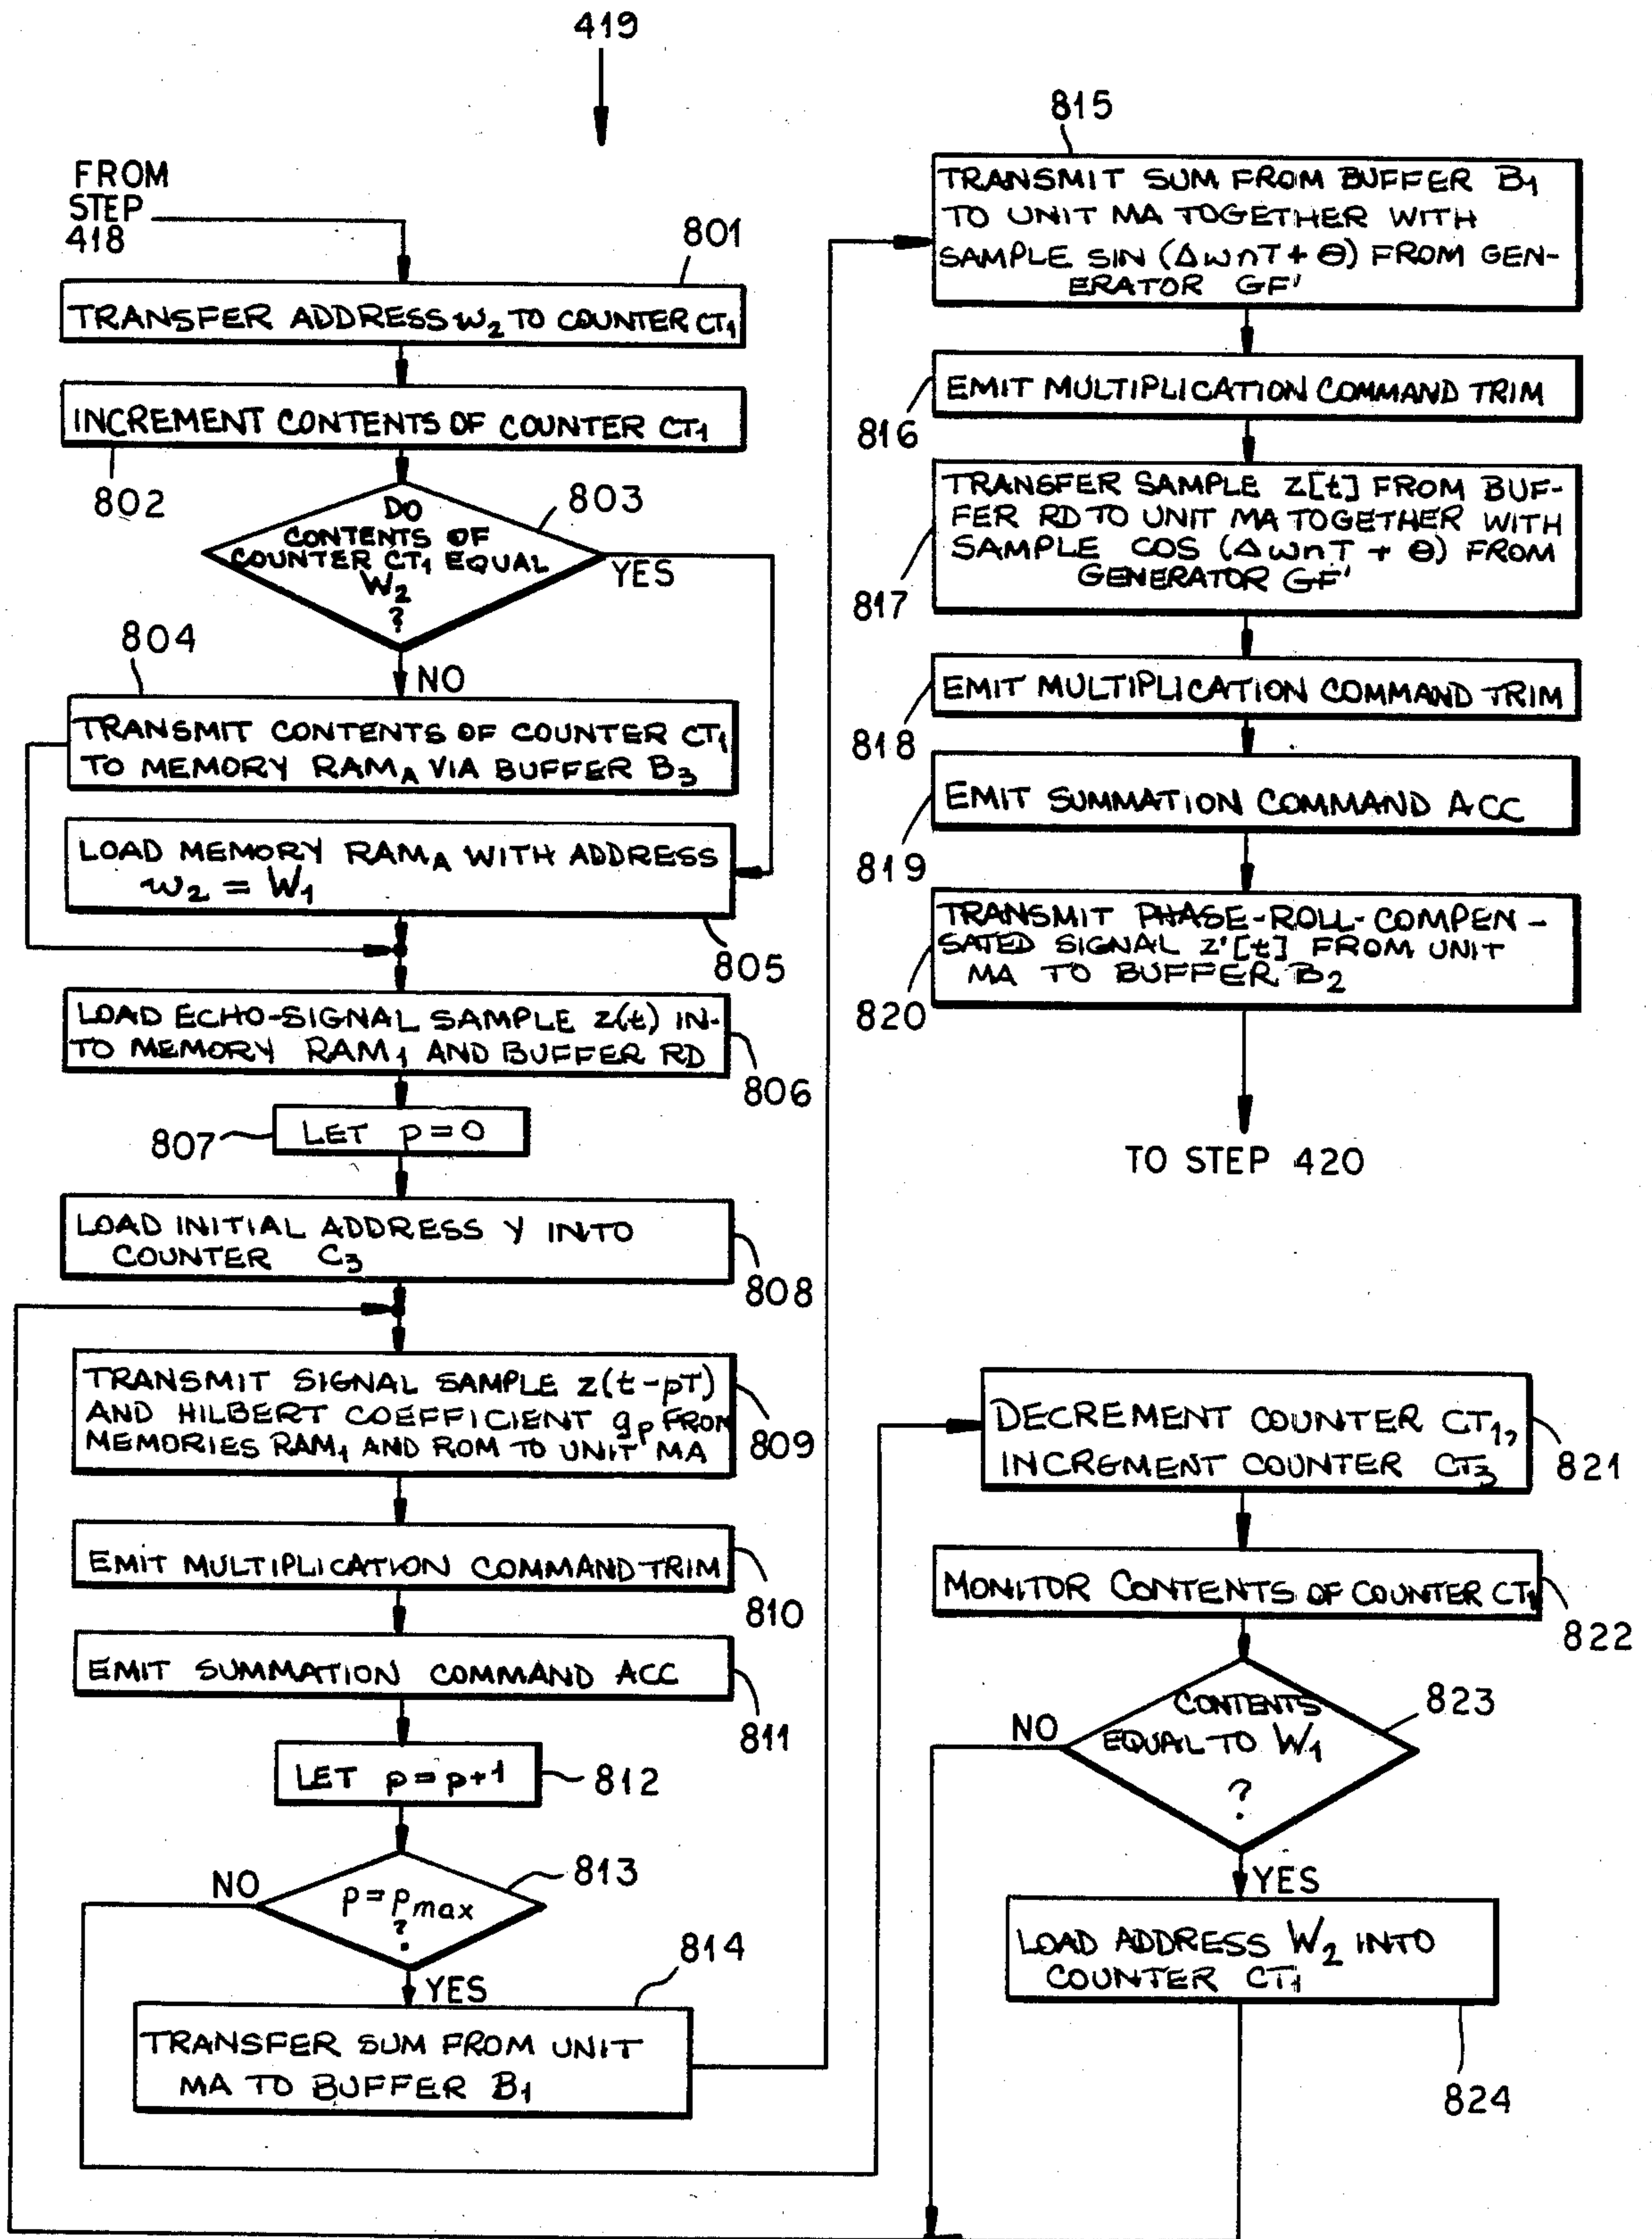 419
FROM
STEP
418
801
TRANSFER ADDRESS w₂ TO COUNTER CT₁
INCREMENT CONTENTS OF COUNTER CT₁
802
803
DO
CONTENTS OF
COUNTER CT₁ EQUAL
W₂
?
YES
NO
804
TRANSMIT CONTENTS OF COUNTER CT₁
TO MEMORY RAM_A VIA BUFFER B₃
LOAD MEMORY RAM_A WITH ADDRESS
w₂ = W₁
805
LOAD ECHO-SIGNAL SAMPLE z(t) IN-
TO MEMORY RAM₁ AND BUFFER RD
806
807
LET p=0
LOAD INITIAL ADDRESS Y INTO
COUNTER C₃
808
TRANSMIT SIGNAL SAMPLE z(t-pT)
AND HILBERT COEFFICIENT g_p FROM
MEMORIES RAM₁ AND ROM TO UNIT MA
809
EMIT MULTIPLICATION COMMAND TRIM
810
EMIT SUMMATION COMMAND ACC
811
LET p=p+1
812
813
p=p_max
?
NO
YES
814
TRANSFER SUM FROM UNIT
MA TO BUFFER B₁
815
TRANSMIT SUM FROM BUFFER B₁
TO UNIT MA TOGETHER WITH
SAMPLE SIN (ΔωnT + Θ) FROM GEN-
ERATOR GF'
EMIT MULTIPLICATION COMMAND TRIM
816
TRANSFER SAMPLE z[t] FROM BUF-
FER RD TO UNIT MA TOGETHER WITH
SAMPLE COS (ΔωnT + Θ) FROM
GENERATOR GF'
817
EMIT MULTIPLICATION COMMAND TRIM
818
EMIT SUMMATION COMMAND ACC
819
TRANSMIT PHASE-ROLL-COMPEN-
SATED SIGNAL z'[t] FROM UNIT
MA TO BUFFER B₂
820
TO STEP 420
DECREMENT COUNTER CT₁,
INCREMENT COUNTER CT₃
821
MONITOR CONTENTS OF COUNTER CT₁
822
823
CONTENTS
EQUAL TO W₁
?
NO
YES
LOAD ADDRESS W₂ INTO
COUNTER CT₁
824